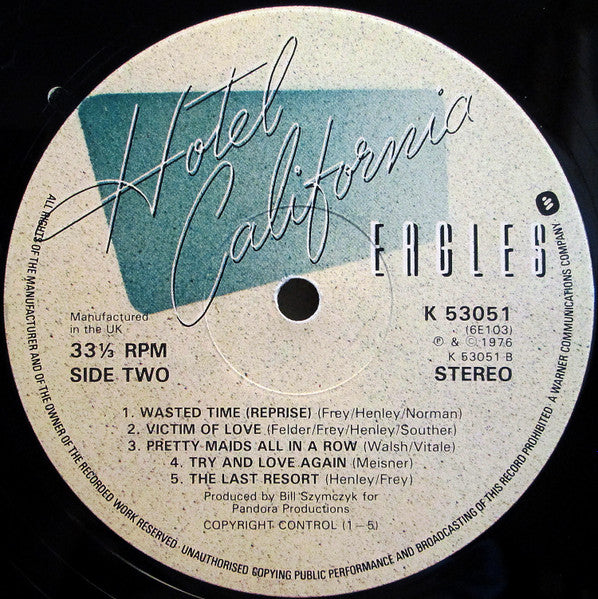 Hotel
California
EAGLES
K 53051
(6E103)
℗ & © 1976
K 53051 B
STEREO
Manufactured
in the UK
33⅓ RPM
SIDE TWO
1. WASTED TIME (REPRISE) (Frey/Henley/Norman)
2. VICTIM OF LOVE (Felder/Frey/Henley/Souther)
3. PRETTY MAIDS ALL IN A ROW (Walsh/Vitale)
4. TRY AND LOVE AGAIN (Meisner)
5. THE LAST RESORT (Henley/Frey)
Produced by Bill Szymczyk for
Pandora Productions
COPYRIGHT CONTROL (1–5)
ALL RIGHTS OF THE MANUFACTURER AND OF THE OWNER OF THE RECORDED WORK RESERVED · UNAUTHORISED COPYING PUBLIC PERFORMANCE AND BROADCASTING OF THIS RECORD PROHIBITED · A WARNER COMMUNICATIONS COMPANY